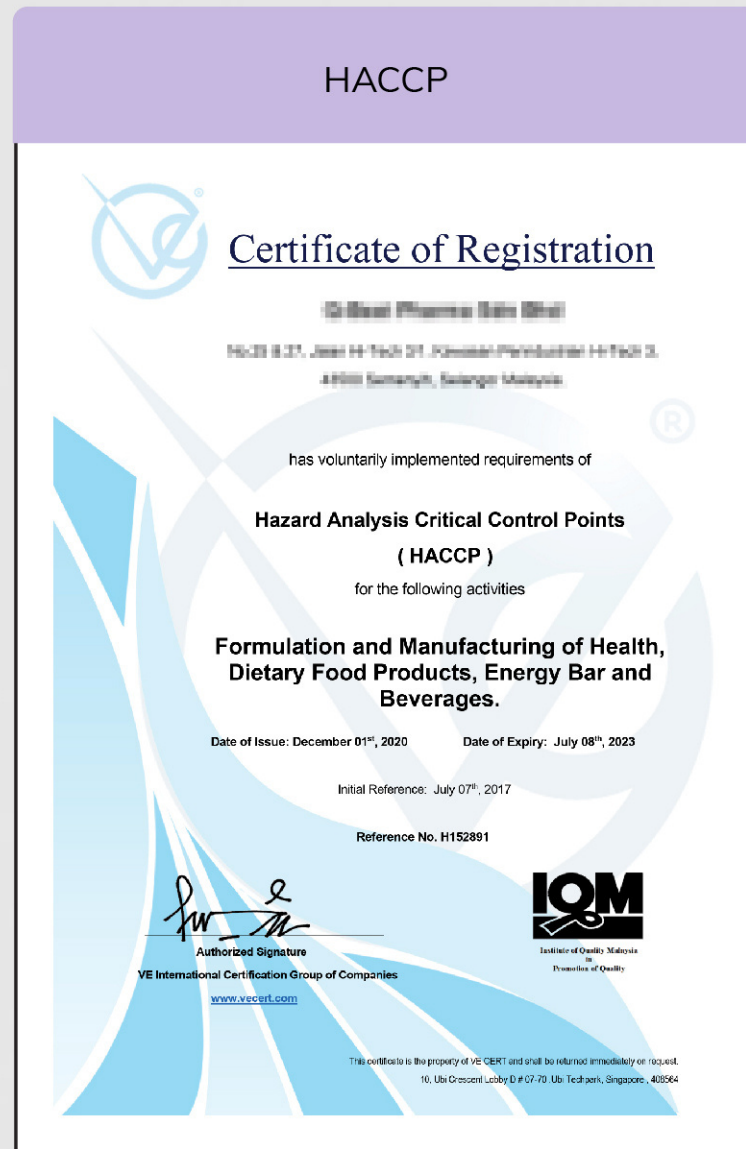 HACCP
VE
®
Certificate of Registration
®
has voluntarily implemented requirements of
Hazard Analysis Critical Control Points
( HACCP )
for the following activities
Formulation and Manufacturing of Health,
Dietary Food Products, Energy Bar and
Beverages.
Date of Issue: December 01st, 2020 Date of Expiry: July 08th, 2023
Initial Reference: July 07th, 2017
Reference No. H152891
Authorized Signature
VE International Certification Group of Companies
www.vecert.com
IQM
Institute of Quality Malaysia
in
Promotion of Quality
This certificate is the property of VE CERT and shall be returned immediately on request.
10, Ubi Crescent Lobby D # 07-70 .Ubi Techpark, Singapore , 408564